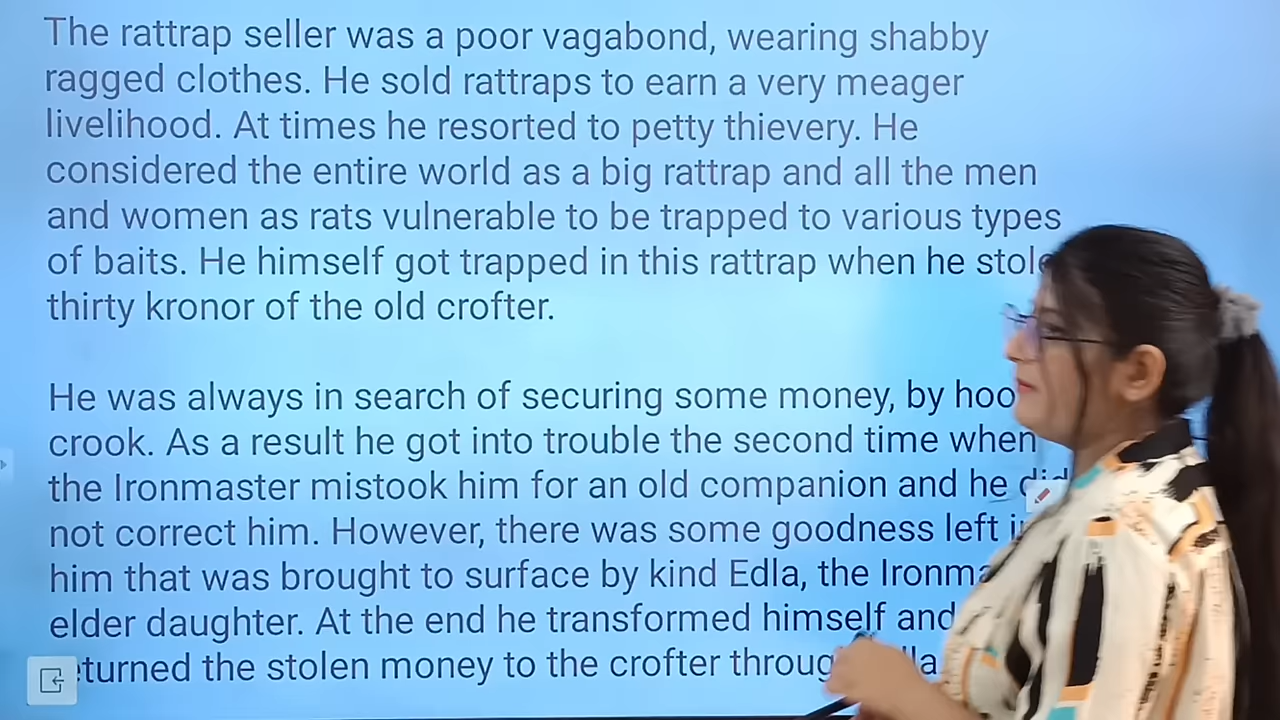 The rattrap seller was a poor vagabond, wearing shabby
ragged clothes. He sold rattraps to earn a very meager
livelihood. At times he resorted to petty thievery. He
considered the entire world as a big rattrap and all the men
and women as rats vulnerable to be trapped to various types
of baits. He himself got trapped in this rattrap when he stole
thirty kronor of the old crofter.
He was always in search of securing some money, by
crook. As a result he got into trouble the second time when
the Ironmaster mistook him for an old companion and he did
not correct him. However, there was some goodness left
him that was brought to surface by kind Edla, the
elder daughter. At the end he transformed himself and
the stolen money to the crofter